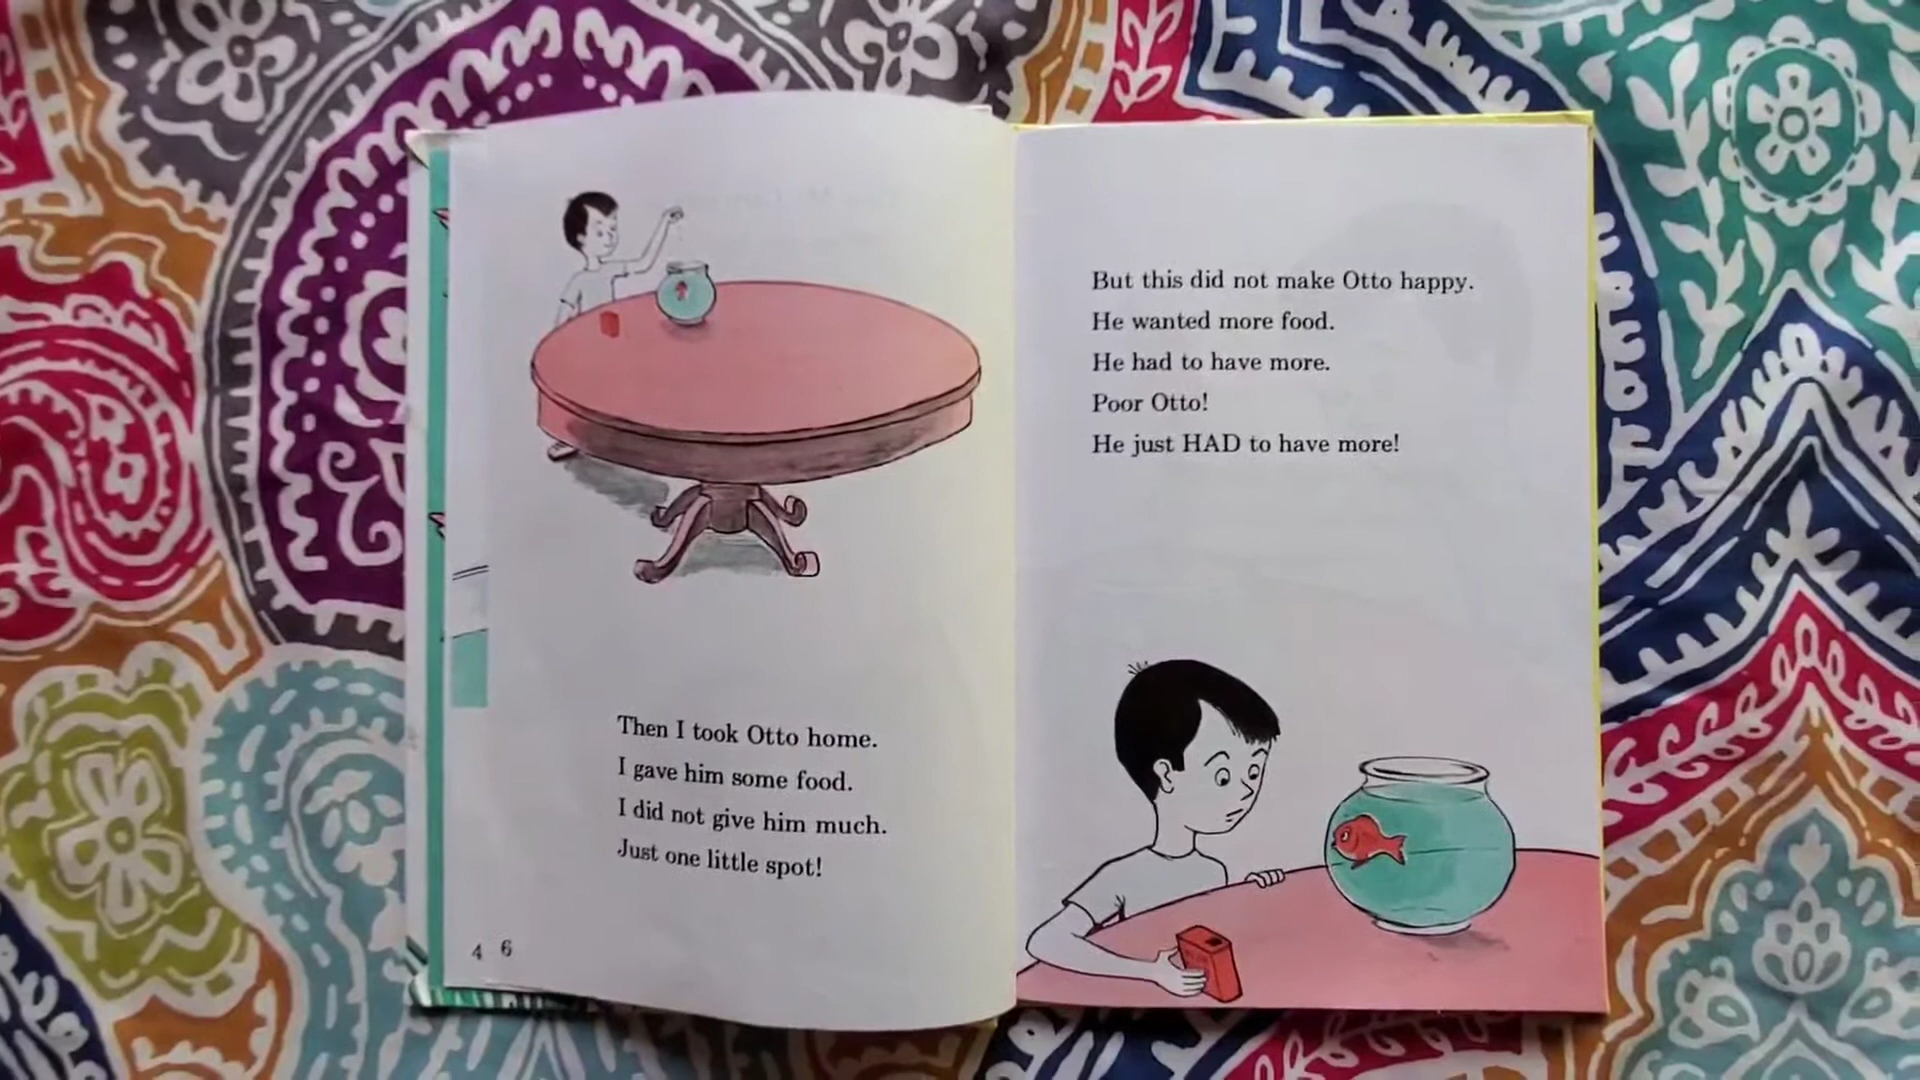 Then I took Otto home.
I gave him some food.
I did not give him much.
Just one little spot!
4 6
But this did not make Otto happy.
He wanted more food.
He had to have more.
Poor Otto!
He just HAD to have more!